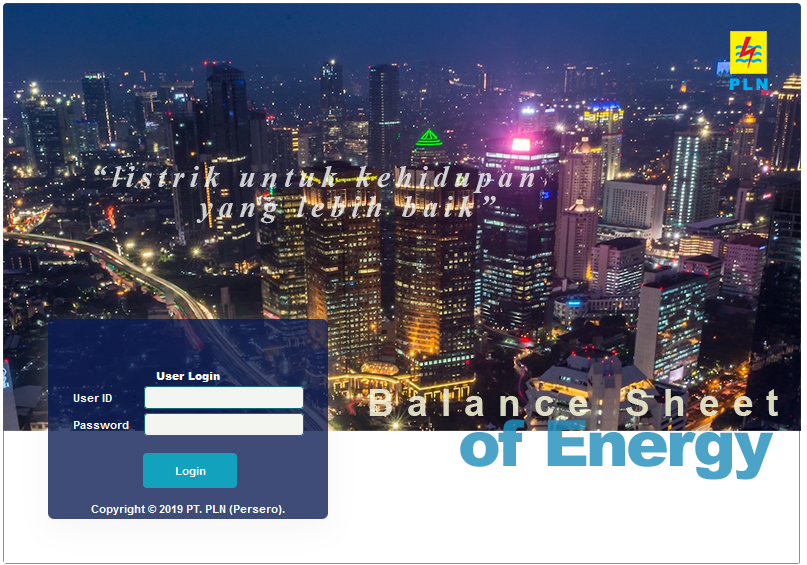 PLN
“listrik untuk kehidupan
yang lebih baik”
User Login
User ID
Password
Login
Balance Sheet
of Energy
Copyright © 2019 PT. PLN (Persero).